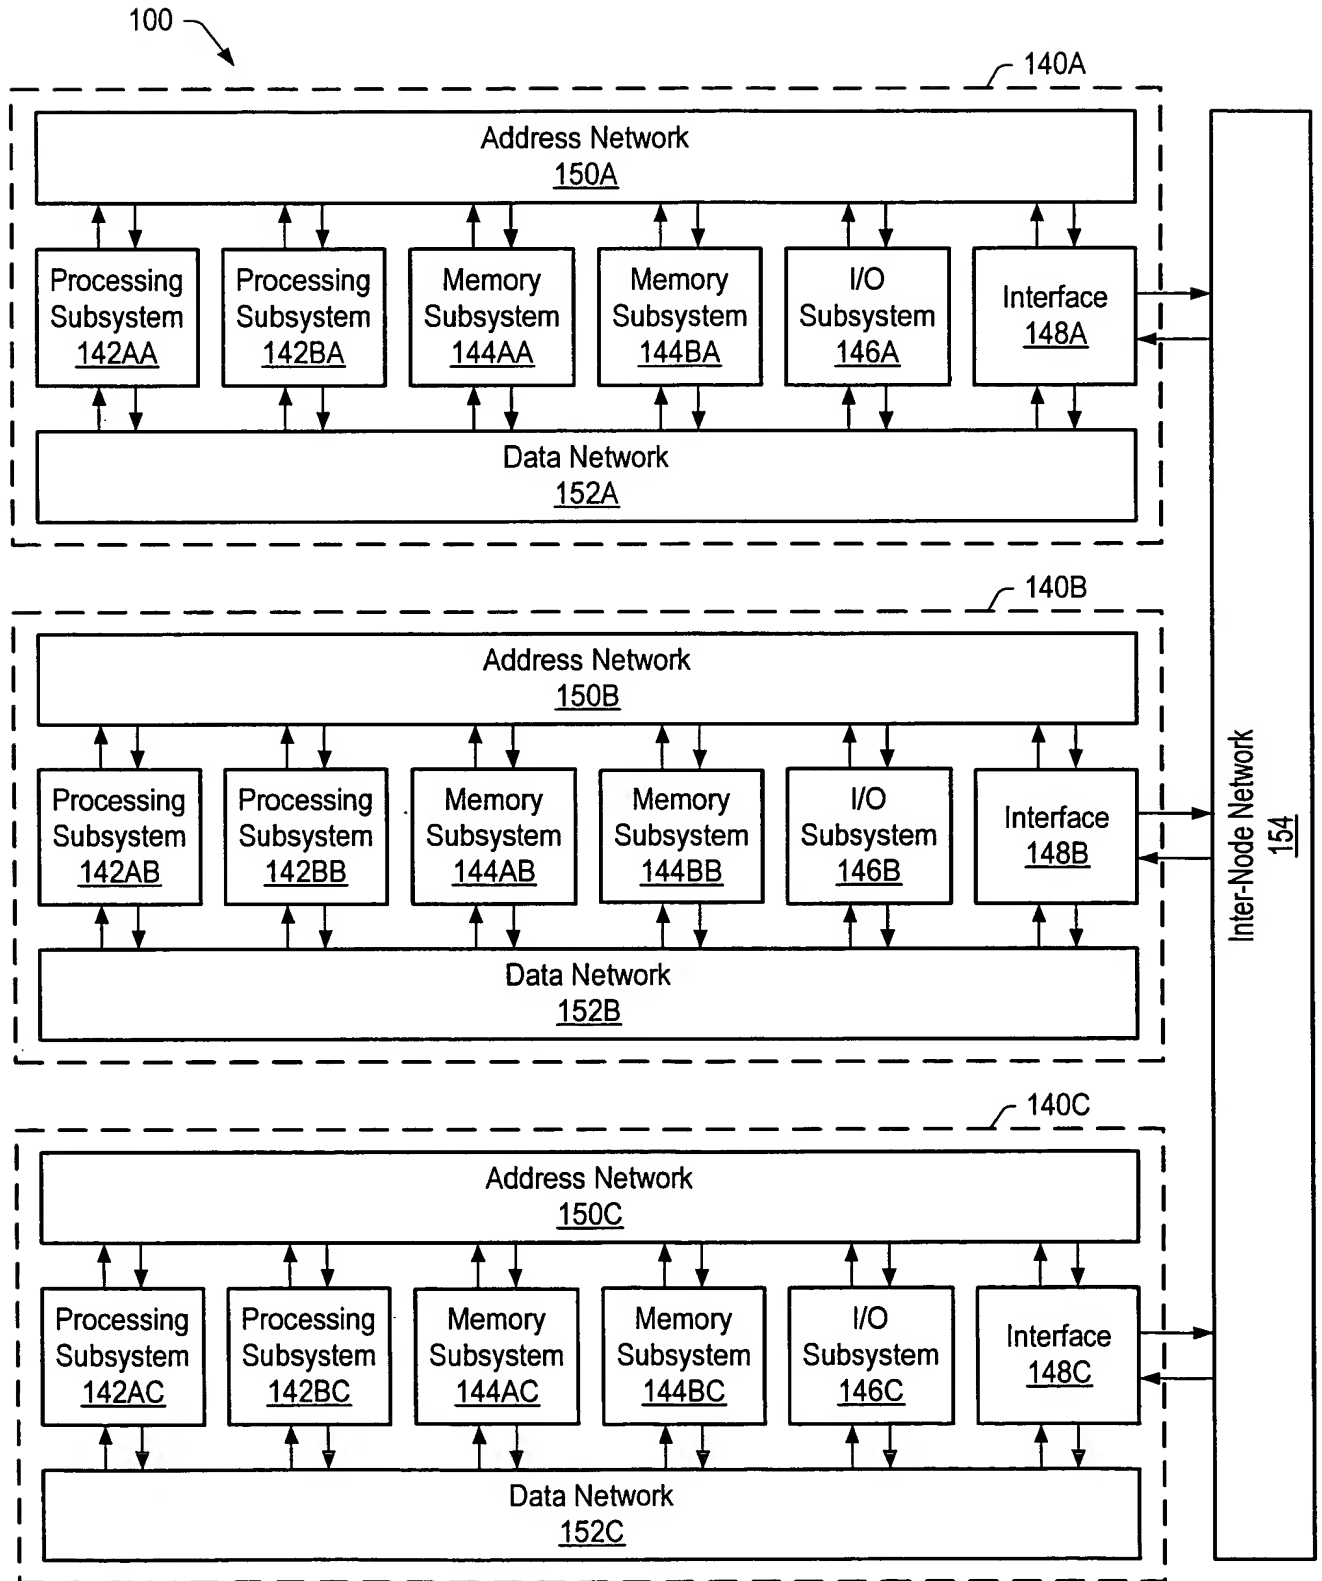 100
140A
Address Network
150A
Processing
Subsystem
142AA
Processing
Subsystem
142BA
Memory
Subsystem
144AA
Memory
Subsystem
144BA
I/O
Subsystem
146A
Interface
148A
Data Network
152A
140B
Address Network
150B
Processing
Subsystem
142AB
Processing
Subsystem
142BB
Memory
Subsystem
144AB
Memory
Subsystem
144BB
I/O
Subsystem
146B
Interface
148B
Data Network
152B
140C
Address Network
150C
Processing
Subsystem
142AC
Processing
Subsystem
142BC
Memory
Subsystem
144AC
Memory
Subsystem
144BC
I/O
Subsystem
146C
Interface
148C
Data Network
152C
Inter-Node Network
154